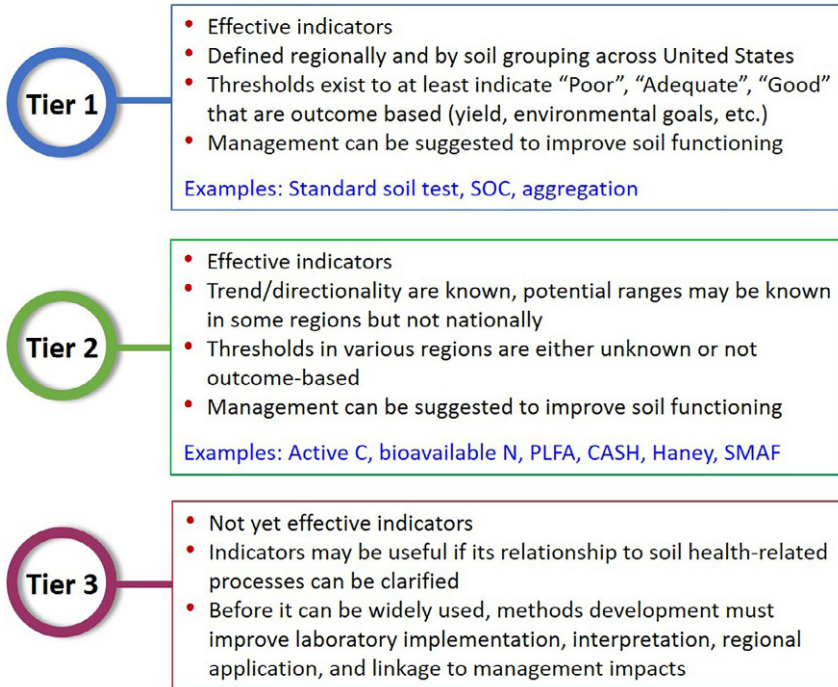 Tier 1
• Effective indicators
• Defined regionally and by soil grouping across United States
• Thresholds exist to at least indicate “Poor”, “Adequate”, “Good”
that are outcome based (yield, environmental goals, etc.)
• Management can be suggested to improve soil functioning
Examples: Standard soil test, SOC, aggregation
Tier 2
• Effective indicators
• Trend/directionality are known, potential ranges may be known
in some regions but not nationally
• Thresholds in various regions are either unknown or not
outcome-based
• Management can be suggested to improve soil functioning
Examples: Active C, bioavailable N, PLFA, CASH, Haney, SMAF
Tier 3
• Not yet effective indicators
• Indicators may be useful if its relationship to soil health-related
processes can be clarified
• Before it can be widely used, methods development must
improve laboratory implementation, interpretation, regional
application, and linkage to management impacts